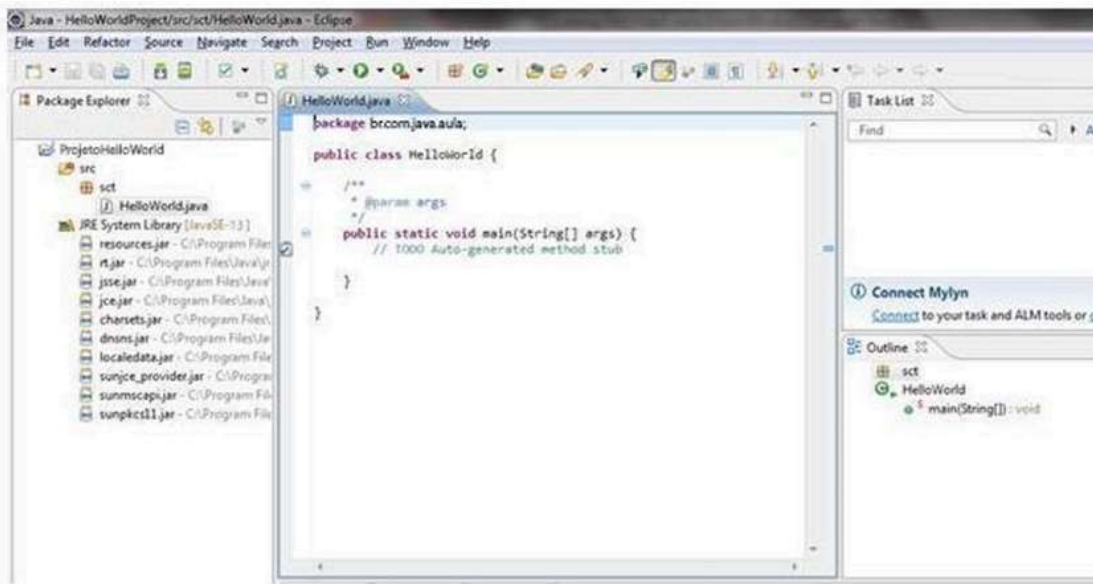 Java - HelloWorldProject/src/sct/HelloWorld.java - Eclipse
File Edit Refactor Source Navigate Search Project Run Window Help
Package Explorer
ProjetoHelloWorld
src
sct
HelloWorld.java
JRE System Library [JavaSE-13]
resources.jar - C:\Program Files
rt.jar - C:\Program Files\Java\jr
jsse.jar - C:\Program Files\Java\
jce.jar - C:\Program Files\Java\
charsets.jar - C:\Program Files\
dnsns.jar - C:\Program Files\Ja
localedata.jar - C:\Program File
sunjce_provider.jar - C:\Progra
sunmscapi.jar - C:\Program Fil
sunpkcs11.jar - C:\Program File
HelloWorld.java
package br.com.java.aula;
public class HelloWorld {
/**
* @param args
*/
public static void main(String[] args) {
// TODO Auto-generated method stub
}
}
Task List
Find
A
Connect Mylyn
Connect to your task and ALM tools or
Outline
sct
HelloWorld
S main(String[]) : void